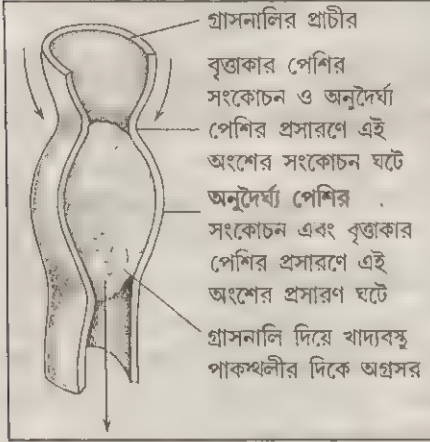 গ্রাসনালির প্রাচীর
বৃত্তাকার পেশির
সংকোচন ও অনুদৈর্ঘ্য
পেশির প্রসারণে এই
অংশের সংকোচন ঘটে
অনুদৈর্ঘ্য পেশির
সংকোচন এবং বৃত্তাকার
পেশির প্রসারণে এই
অংশের প্রসারণ ঘটে
গ্রাসনালি দিয়ে খাদ্যবস্তু
পাকস্থলীর দিকে অগ্রসর